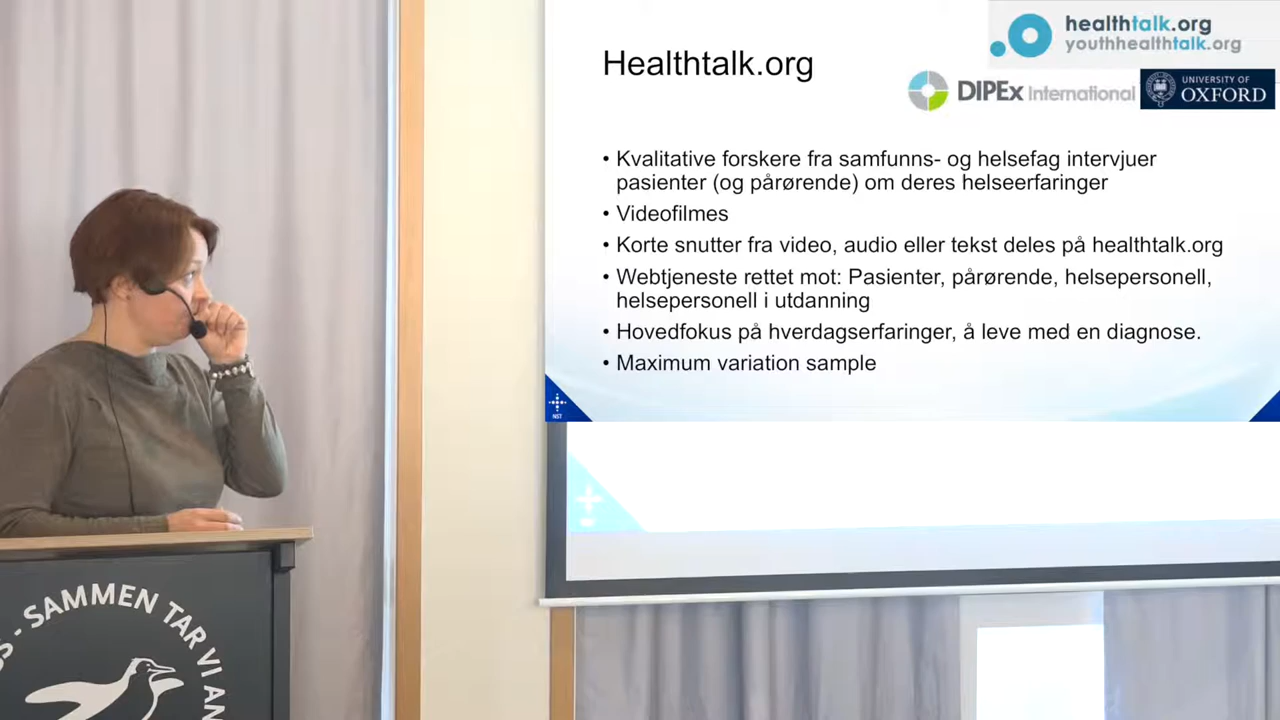 healthtalk.org
youthhealthtalk.org
Healthtalk.org
DIPEx International
UNIVERSITY OF
OXFORD
• Kvalitative forskere fra samfunns- og helsefag intervjuer
pasienter (og pårørende) om deres helseerfaringer
• Videofilmes
• Korte snutter fra video, audio eller tekst deles på healthtalk.org
• Webtjeneste rettet mot: Pasienter, pårørende, helsepersonell,
helsepersonell i utdanning
• Hovedfokus på hverdagserfaringer, å leve med en diagnose.
• Maximum variation sample
NST
- SAMMEN TAR VI AN